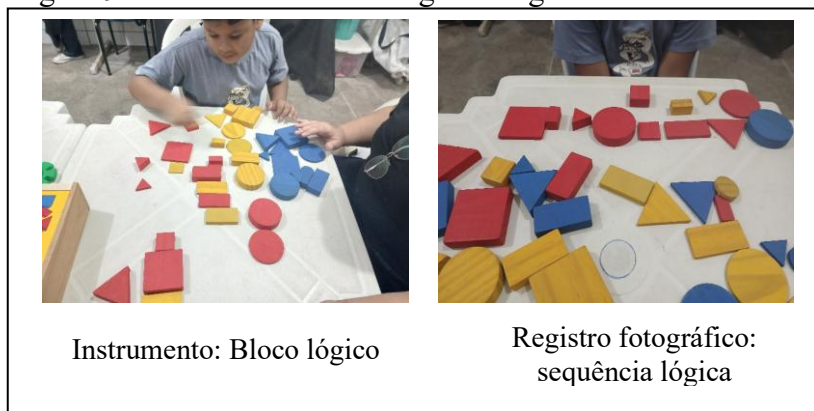 Instrumento: Bloco lógico
Registro fotográfico:
sequência lógica